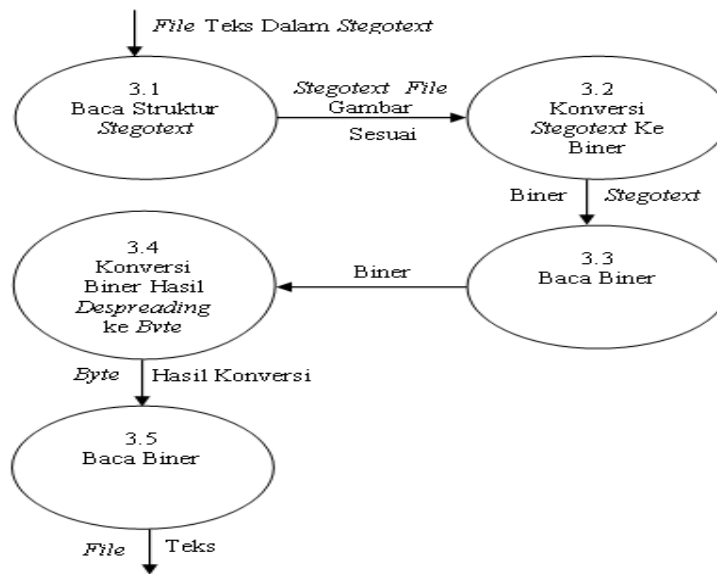 File Teks Dalam Stegotext
3.1
Baca Struktur
Stegotext
Stegotext File
Gambar
Sesuai
3.2
Konversi
Stegotext Ke
Biner
Biner Stegotext
3.3
Baca Biner
Biner
3.4
Konversi
Biner Hasil
Despreading
ke Byte
Byte Hasil Konversi
3.5
Baca Biner
File Teks